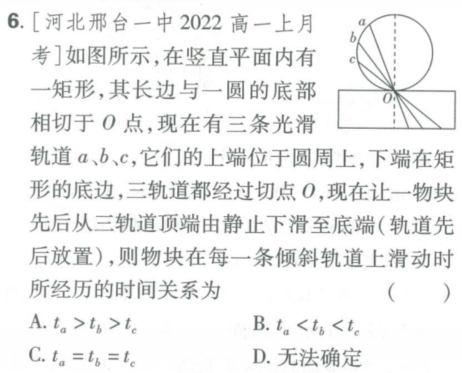 6. [河北邢台一中 2022 高一上月
考]如图所示,在竖直平面内有
一矩形,其长边与一圆的底部
相切于 O 点,现在有三条光滑
轨道 a、b、c,它们的上端位于圆周上,下端在矩
形的底边,三轨道都经过切点 O,现在让一物块
先后从三轨道顶端由静止下滑至底端(轨道先
后放置),则物块在每一条倾斜轨道上滑动时
所经历的时间关系为 ( )
A. tₐ>t_b>t_c B. tₐ<t_b<t_c
C. tₐ=t_b=t_c D. 无法确定
a
b
c
O